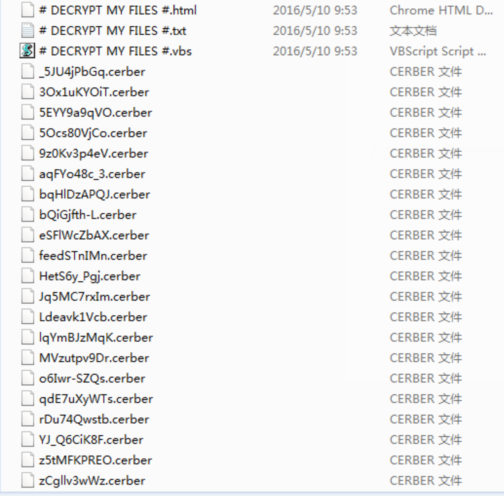 # DECRYPT MY FILES #.html 2016/5/10 9:53 Chrome HTML D...
# DECRYPT MY FILES #.txt 2016/5/10 9:53 文本文档
# DECRYPT MY FILES #.vbs 2016/5/10 9:53 VBScript Script ...
_5JU4jPbGq.cerber CERBER 文件
3Ox1uKYOiT.cerber CERBER 文件
5EYY9a9qVO.cerber CERBER 文件
5Ocs80VjCo.cerber CERBER 文件
9z0Kv3p4eV.cerber CERBER 文件
aqFYo48c_3.cerber CERBER 文件
bqHlDzAPQJ.cerber CERBER 文件
bQiGjfth-L.cerber CERBER 文件
eSFlWcZbAX.cerber CERBER 文件
feedSTnIMn.cerber CERBER 文件
HetS6y_Pgj.cerber CERBER 文件
Jq5MC7rxIm.cerber CERBER 文件
Ldeavk1Vcb.cerber CERBER 文件
lqYmBJzMqK.cerber CERBER 文件
MVzutpv9Dr.cerber CERBER 文件
o6Iwr-SZQs.cerber CERBER 文件
qdE7uXyWTs.cerber CERBER 文件
rDu74Qwstb.cerber CERBER 文件
YJ_Q6CiK8F.cerber CERBER 文件
z5tMFKPREO.cerber CERBER 文件
zCgllv3wWz.cerber CERBER 文件